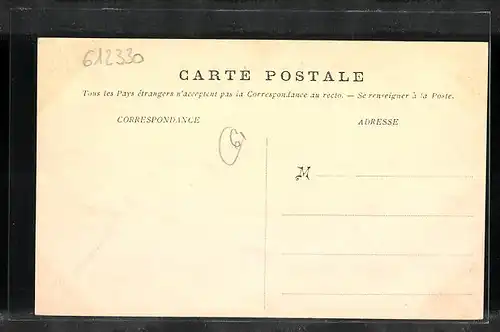 612330
CARTE POSTALE
Tous les Pays étrangers n'acceptent pas la Correspondance au recto. — Se renseigner à la Poste.
CORRESPONDANCE
ADRESSE
61
M